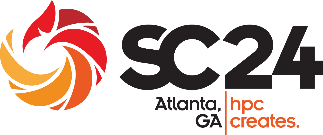 SC24
Atlanta, hpc
GA creates.